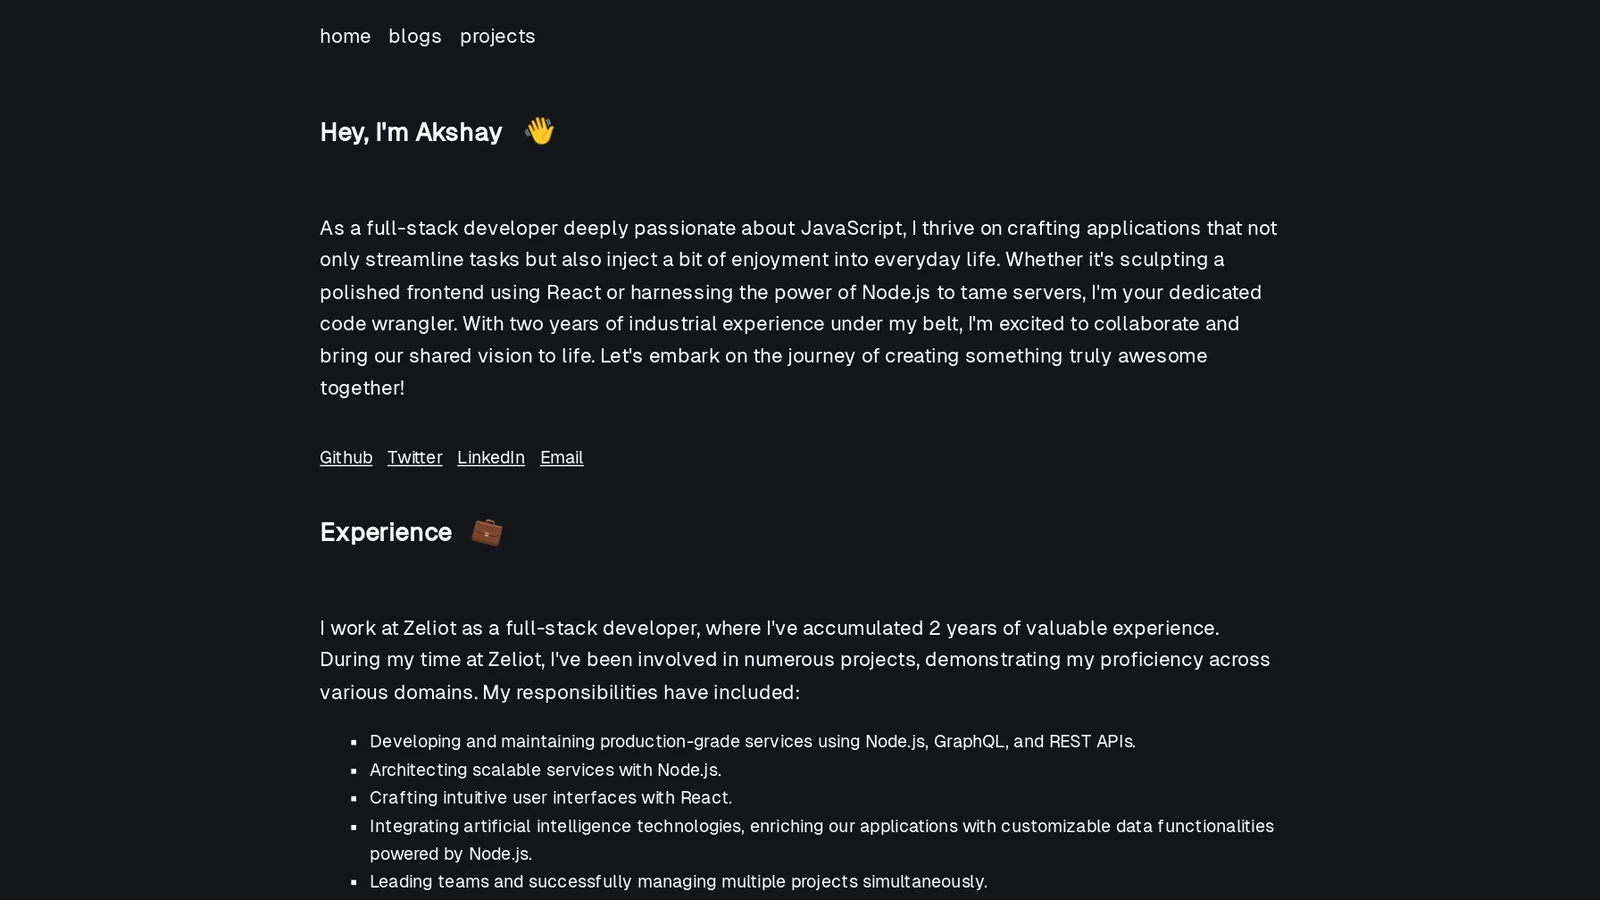 home blogs projects
Hey, I'm Akshay 👋
As a full-stack developer deeply passionate about JavaScript, I thrive on crafting applications that not
only streamline tasks but also inject a bit of enjoyment into everyday life. Whether it's sculpting a
polished frontend using React or harnessing the power of Node.js to tame servers, I'm your dedicated
code wrangler. With two years of industrial experience under my belt, I'm excited to collaborate and
bring our shared vision to life. Let's embark on the journey of creating something truly awesome
together!
Github Twitter LinkedIn Email
Experience 💼
I work at Zeliot as a full-stack developer, where I've accumulated 2 years of valuable experience.
During my time at Zeliot, I've been involved in numerous projects, demonstrating my proficiency across
various domains. My responsibilities have included:
▪ Developing and maintaining production-grade services using Node.js, GraphQL, and REST APIs.
▪ Architecting scalable services with Node.js.
▪ Crafting intuitive user interfaces with React.
▪ Integrating artificial intelligence technologies, enriching our applications with customizable data functionalities
powered by Node.js.
▪ Leading teams and successfully managing multiple projects simultaneously.